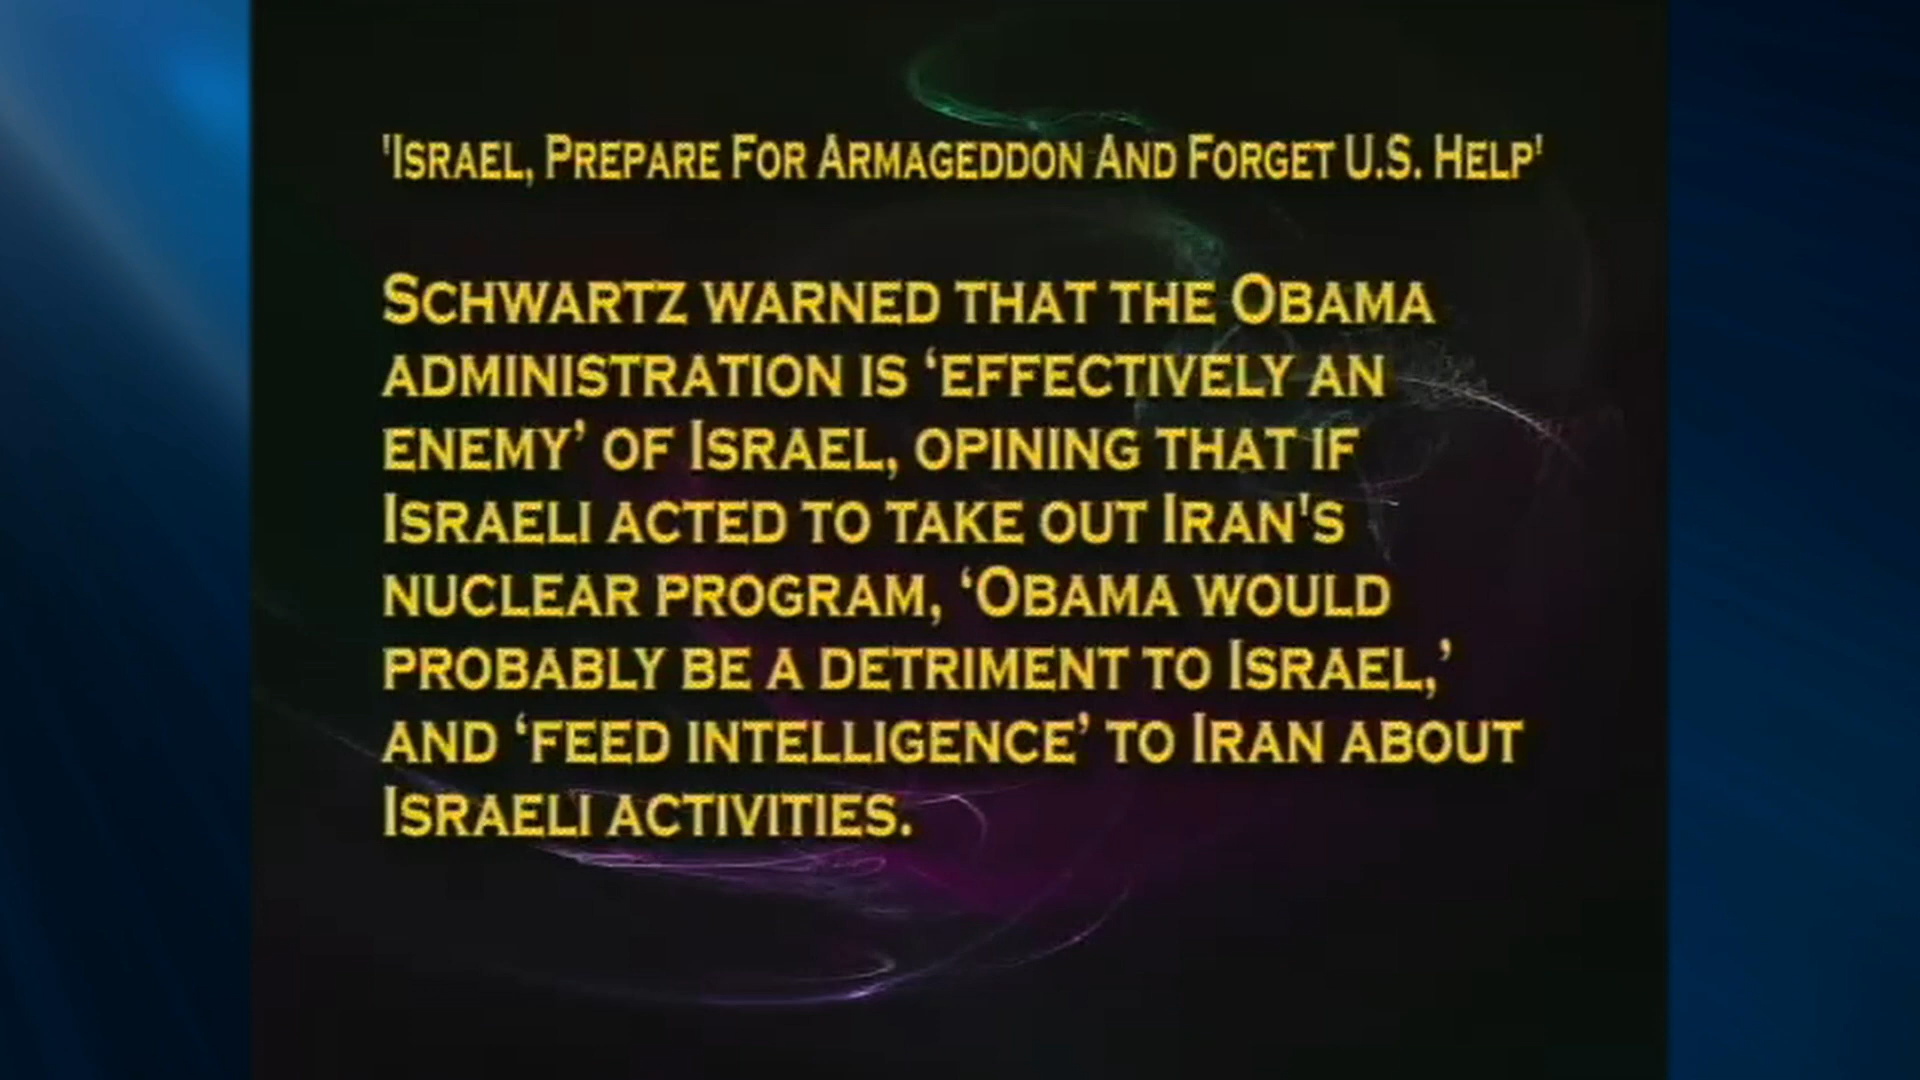 'Israel, Prepare For Armageddon And Forget U.S. Help'
Schwartz warned that the Obama
administration is ‘effectively an
enemy’ of Israel, opining that if
Israeli acted to take out Iran's
nuclear program, ‘Obama would
probably be a detriment to Israel,’
and ‘feed intelligence’ to Iran about
Israeli activities.